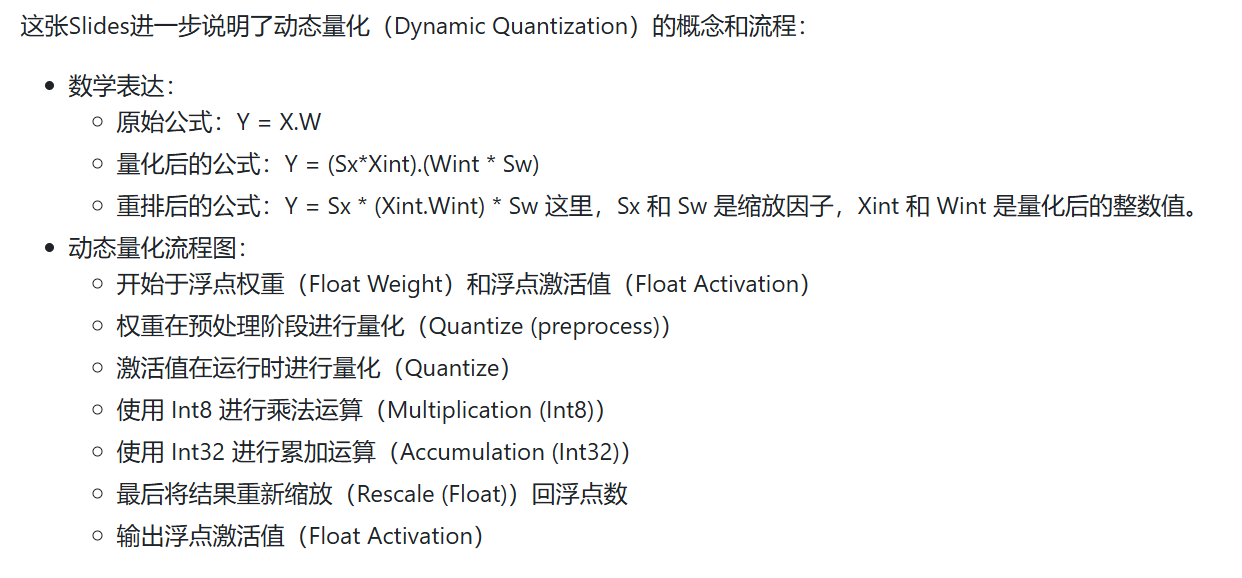 这张Slides进一步说明了动态量化（Dynamic Quantization）的概念和流程：
数学表达：
原始公式：Y = X.W
量化后的公式：Y = (Sx*Xint).(Wint * Sw)
重排后的公式：Y = Sx * (Xint.Wint) * Sw 这里，Sx 和 Sw 是缩放因子，Xint 和 Wint 是量化后的整数值。
动态量化流程图：
开始于浮点权重（Float Weight）和浮点激活值（Float Activation）
权重在预处理阶段进行量化（Quantize (preprocess)）
激活值在运行时进行量化（Quantize）
使用 Int8 进行乘法运算（Multiplication (Int8)）
使用 Int32 进行累加运算（Accumulation (Int32)）
最后将结果重新缩放（Rescale (Float)）回浮点数
输出浮点激活值（Float Activation）